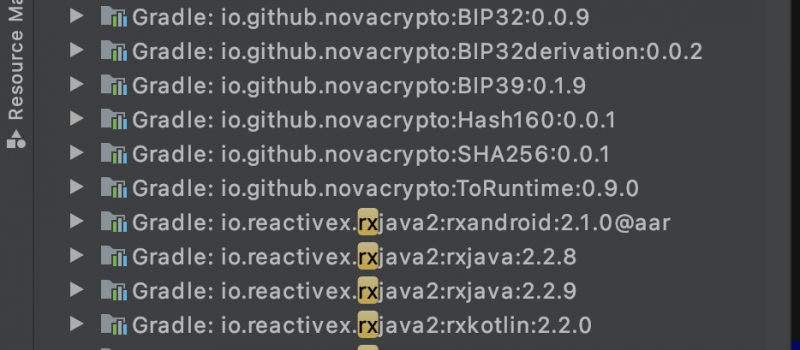 Resource Ma
Gradle: io.github.novacrypto:BIP32:0.0.9
Gradle: io.github.novacrypto:BIP32derivation:0.0.2
Gradle: io.github.novacrypto:BIP39:0.1.9
Gradle: io.github.novacrypto:Hash160:0.0.1
Gradle: io.github.novacrypto:SHA256:0.0.1
Gradle: io.github.novacrypto:ToRuntime:0.9.0
Gradle: io.reactivex.rxjava2:rxandroid:2.1.0@aar
Gradle: io.reactivex.rxjava2:rxjava:2.2.8
Gradle: io.reactivex.rxjava2:rxjava:2.2.9
Gradle: io.reactivex.rxjava2:rxkotlin:2.2.0